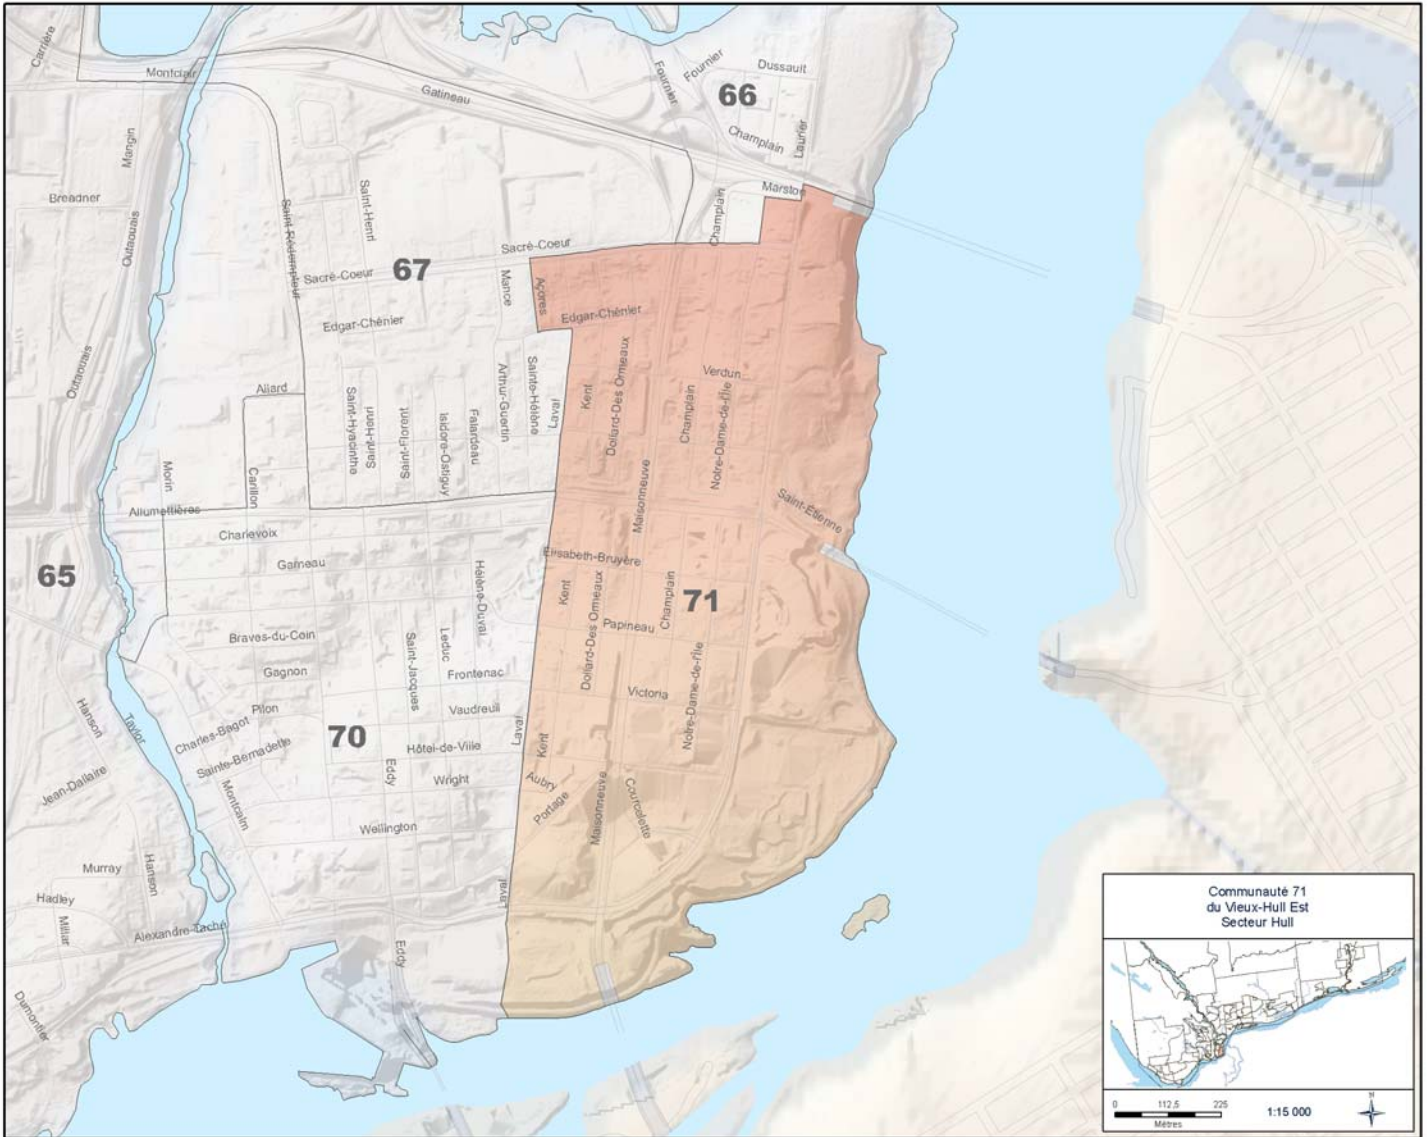 Carrière
Montclair
Gatineau
Fournier
Fournier
Dussault
66
Champlain
Laurier
Mangin
Breadner
Outaouais
Saint-Rédempteur
Saint-Henri
Marston
Champlain
Sacré-Coeur
Sacré-Coeur
67
Mance
Açores
Edgar-Chénier
Edgar-Chénier
Outaouais
Allard
Saint-Hyacinthe
Saint-Henri
Saint-Florent
Isidore-Ostiguy
Falardeau
Arthur-Guertin
Sainte-Hélène
Laval
Kent
Dollard-Des Ormeaux
Verdun
Champlain
Notre-Dame-de-l'Île
Morin
Carillon
Maisonneuve
Allumettières
Saint-Étienne
Charlevoix
Garneau
Élisabeth-Bruyère
65
Hélène-Duval
Kent
Dollard-Des Ormeaux
Champlain
71
Papineau
Braves-du-Coin
Saint-Jacques
Leduc
Gagnon
Frontenac
Notre-Dame-de-l'Île
Victoria
Hanson
Taylor
Pilon
Vaudreuil
Charles-Bagot
70
Laval
Kent
Sainte-Bernadette
Hôtel-de-Ville
Jean-Dallaire
Montcalm
Eddy
Wright
Aubry
Portage
Maisonneuve
Courcelette
Wellington
Murray
Hanson
Hadley
Millar
Laval
Alexandre-Taché
Eddy
Dumontier
Communauté 71
du Vieux-Hull Est
Secteur Hull
0 112,5 225
Mètres
1:15 000
N